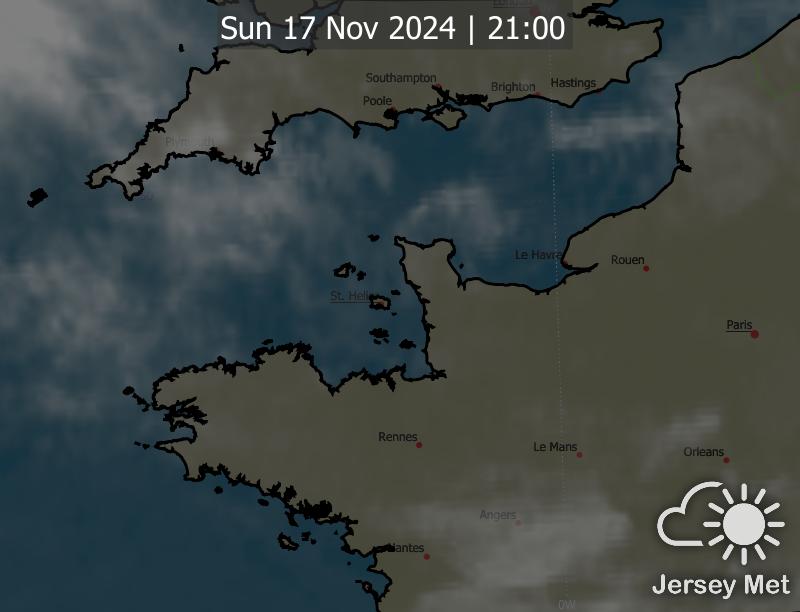 London
Sun 17 Nov 2024 | 21:00
Southampton
Brighton
Hastings
Poole
Plymouth
Le Havre
Rouen
St. Helier
Paris
Rennes
Le Mans
Orleans
Angers
Nantes
Jersey Met
0W